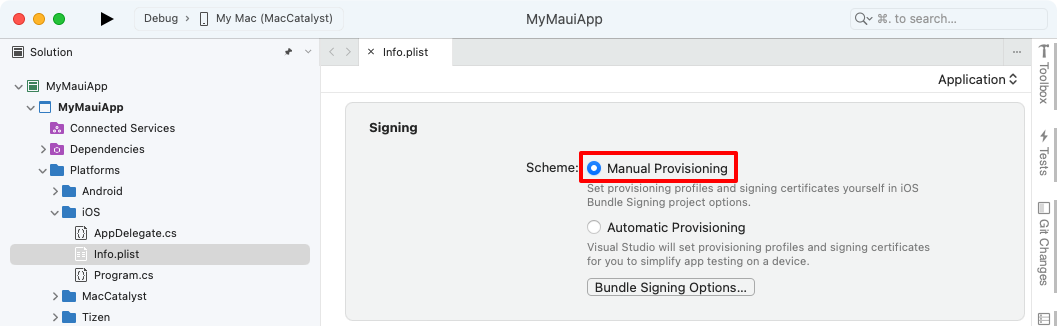 Debug
My Mac (MacCatalyst)
MyMauiApp
⌘. to search...
Solution
Info.plist
Application
MyMauiApp
MyMauiApp
Connected Services
Dependencies
Platforms
Android
iOS
AppDelegate.cs
Info.plist
Program.cs
MacCatalyst
Tizen
Signing
Scheme: Manual Provisioning
Set provisioning profiles and signing certificates yourself in iOS
Bundle Signing project options.
Automatic Provisioning
Visual Studio will set provisioning profiles and signing certificates
for you to simplify app testing on a device.
Bundle Signing Options...
Toolbox
Tests
Git Changes